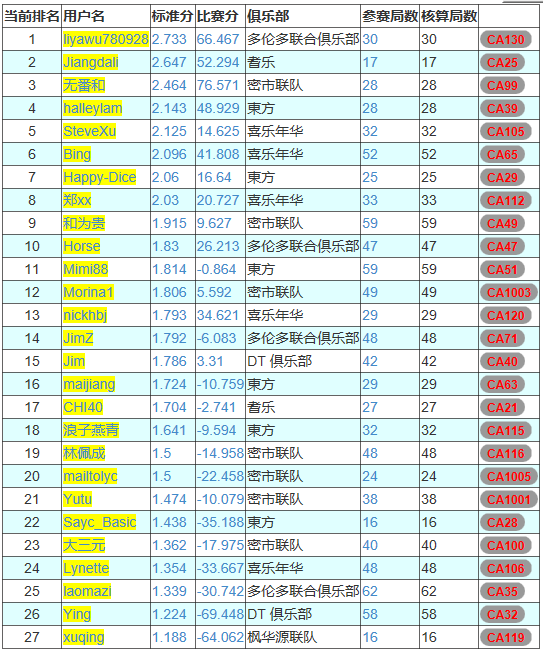 当前排名 用户名 标准分 比赛分 俱乐部 参赛局数 核算局数
1 liyawu780928 2.733 66.467 多伦多联合俱乐部 30 30 CA130
2 Jiangdali 2.647 52.294 耆乐 17 17 CA25
3 无番和 2.464 76.571 密市联队 28 28 CA99
4 halleylam 2.143 48.929 東方 28 28 CA39
5 SteveXu 2.125 14.625 喜乐年华 32 32 CA105
6 Bing 2.096 41.808 喜乐年华 52 52 CA65
7 Happy-Dice 2.06 16.64 東方 25 25 CA29
8 郑xx 2.03 20.727 喜乐年华 33 33 CA112
9 和为贵 1.915 9.627 密市联队 59 59 CA49
10 Horse 1.83 26.213 多伦多联合俱乐部 47 47 CA47
11 Mimi88 1.814 -0.864 東方 59 59 CA51
12 Morina1 1.806 5.592 密市联队 49 49 CA1003
13 nickhbj 1.793 34.621 喜乐年华 29 29 CA120
14 JimZ 1.792 -6.083 多伦多联合俱乐部 48 48 CA71
15 Jim 1.786 3.31 DT 俱乐部 42 42 CA40
16 maijiang 1.724 -10.759 東方 29 29 CA63
17 CHI40 1.704 -2.741 耆乐 27 27 CA21
18 浪子燕青 1.641 -9.594 東方 32 32 CA115
19 林佩成 1.5 -14.958 密市联队 48 48 CA116
20 mailtolyc 1.5 -22.458 密市联队 24 24 CA1005
21 Yutu 1.474 -10.079 密市联队 38 38 CA1001
22 Sayc_Basic 1.438 -35.188 東方 16 16 CA28
23 大三元 1.362 -17.975 密市联队 40 40 CA100
24 Lynette 1.354 -33.667 喜乐年华 48 48 CA106
25 laomazi 1.339 -30.742 多伦多联合俱乐部 62 62 CA35
26 Ying 1.224 -69.448 DT 俱乐部 58 58 CA32
27 xuqing 1.188 -64.062 枫华源联队 16 16 CA119